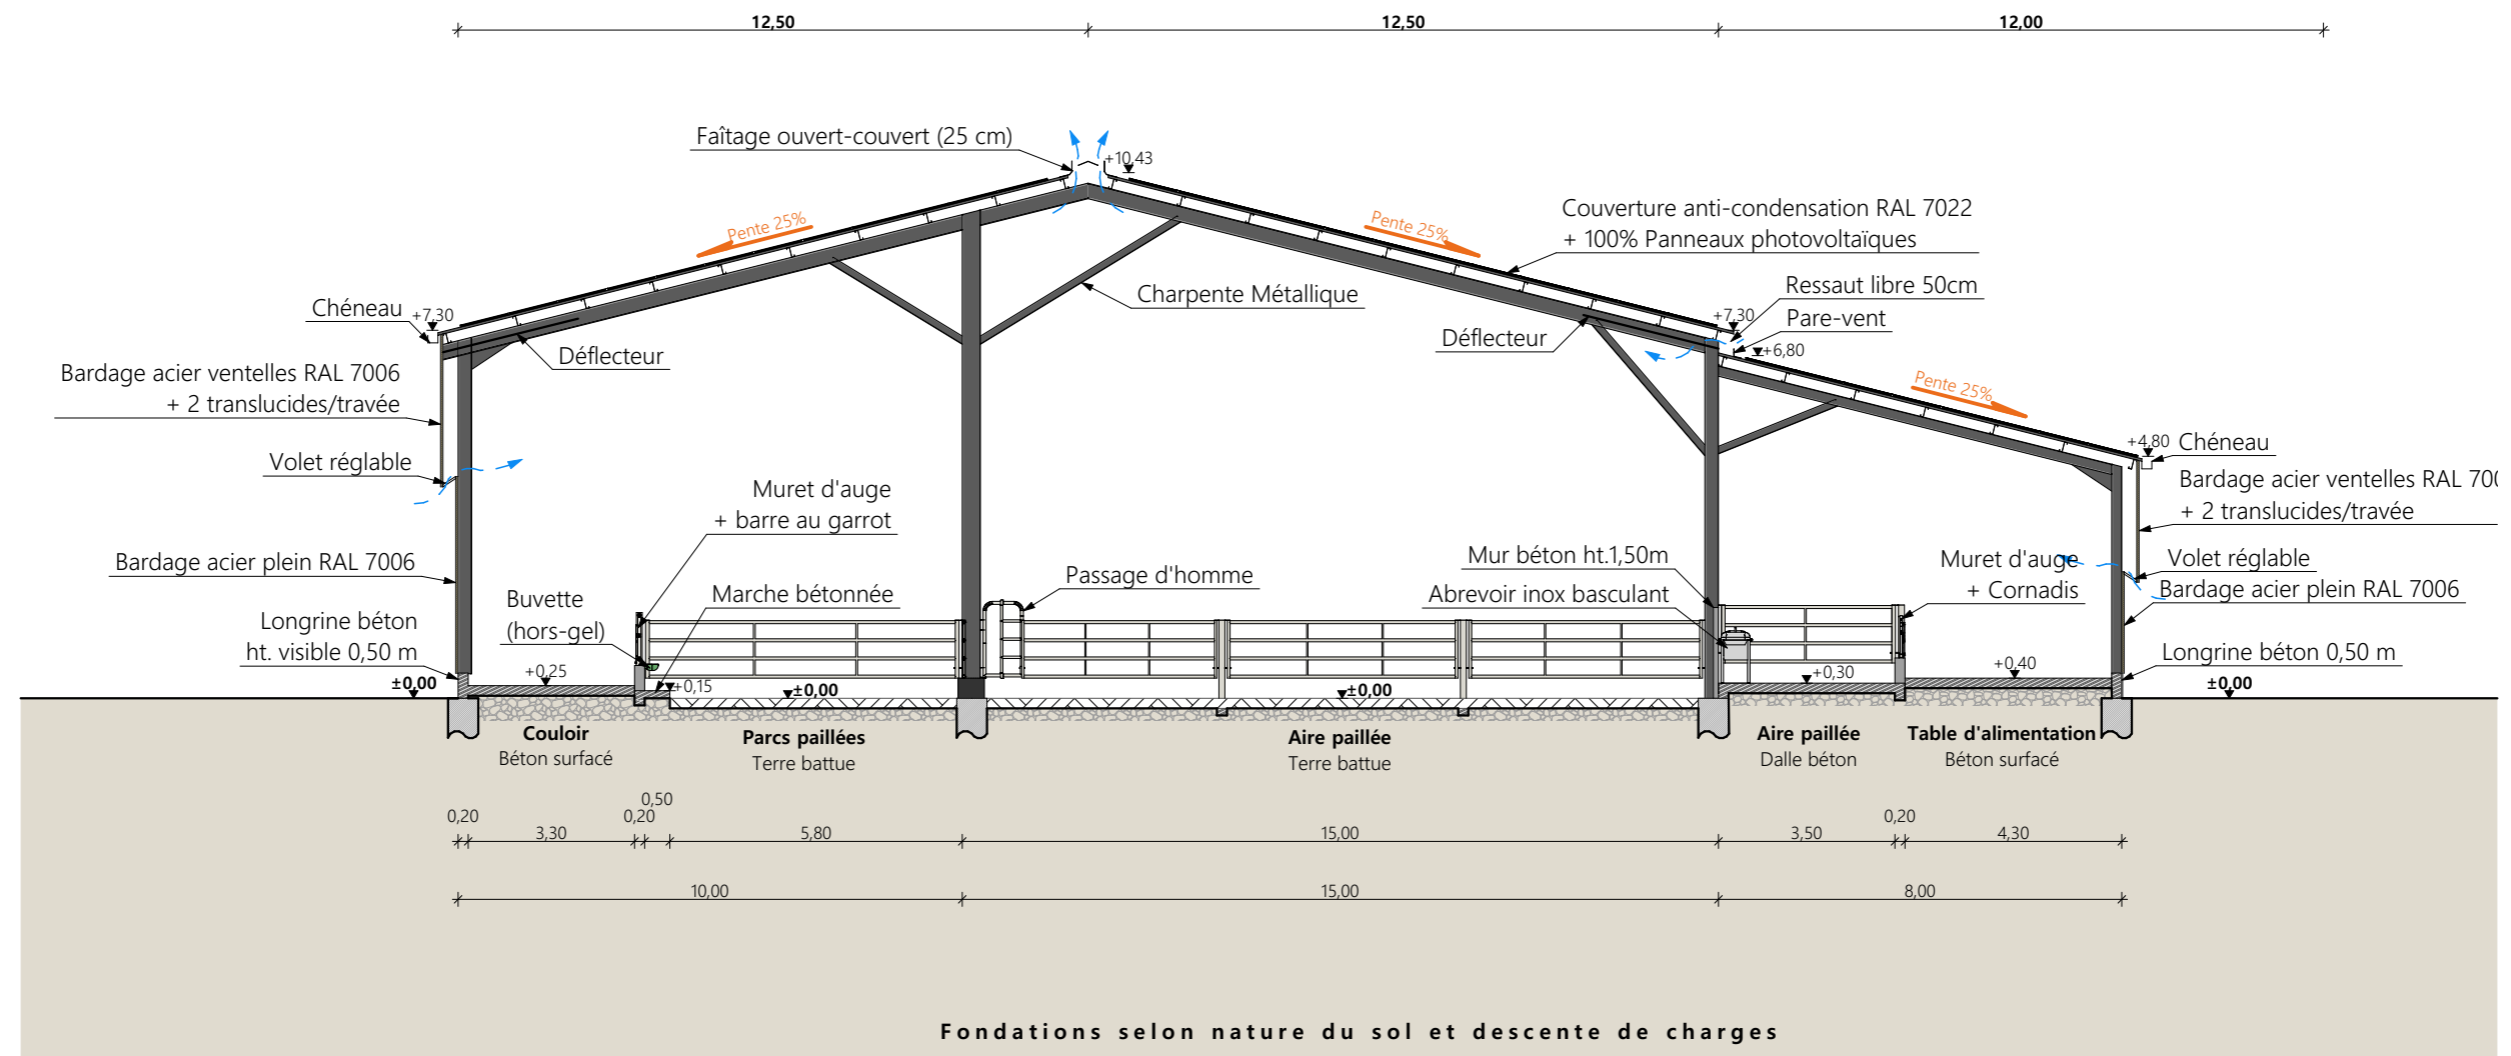 12,50
12,50
12,00
Faîtage ouvert-couvert (25 cm)
+10,43
Pente 25%
Pente 25%
Couverture anti-condensation RAL 7022
+ 100% Panneaux photovoltaïques
Chéneau
+7,30
Charpente Métallique
Ressaut libre 50cm
+7,30
Pare-vent
Déflecteur
Déflecteur
+6,80
Bardage acier ventelles RAL 7006
+ 2 translucides/travée
Pente 25%
+4,80
Chéneau
Volet réglable
Bardage acier ventelles RAL 700
+ 2 translucides/travée
Muret d'auge
+ barre au garrot
Bardage acier plein RAL 7006
Mur béton ht.1,50m
Muret d'auge
+ Cornadis
Volet réglable
Passage d'homme
Bardage acier plein RAL 7006
Buvette
(hors-gel)
Marche bétonnée
Abrevoir inox basculant
Longrine béton
ht. visible 0,50 m
Longrine béton 0,50 m
±0,00
+0,25
+0,15
±0,00
±0,00
+0,30
+0,40
±0,00
Couloir
Béton surfacé
Parcs paillées
Terre battue
Aire paillée
Terre battue
Aire paillée
Dalle béton
Table d'alimentation
Béton surfacé
0,20
3,30
0,20
0,50
5,80
15,00
3,50
0,20
4,30
10,00
15,00
8,00
Fondations selon nature du sol et descente de charges